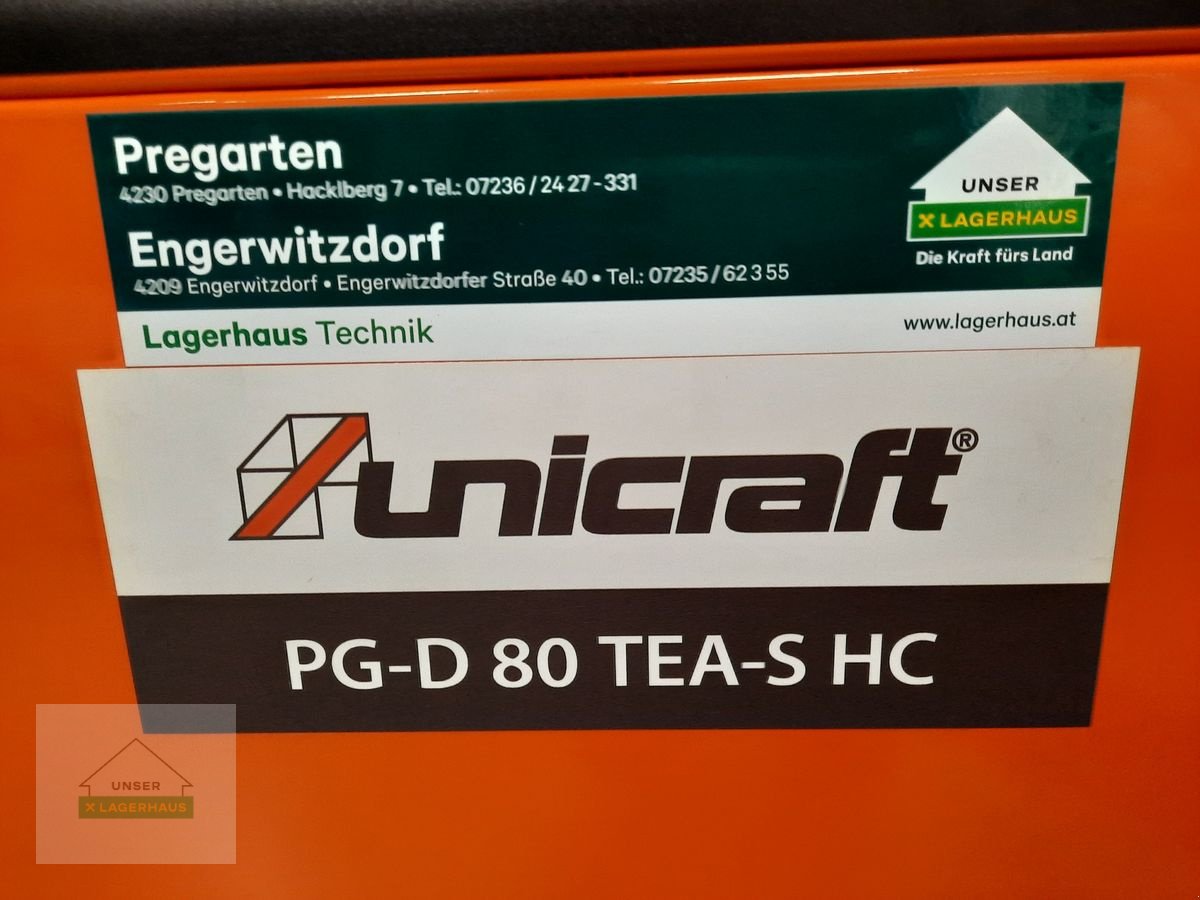 Pregarten
4230 Pregarten • Hacklberg 7 • Tel.: 07236 / 24 27 - 331
Engerwitzdorf
4209 Engerwitzdorf • Engerwitzdorfer Straße 40 • Tel.: 07235 / 62 3 55
UNSER
X LAGERHAUS
Die Kraft fürs Land
Lagerhaus Technik
www.lagerhaus.at
unicraft®
PG-D 80 TEA-S HC
UNSER
X LAGERHAUS